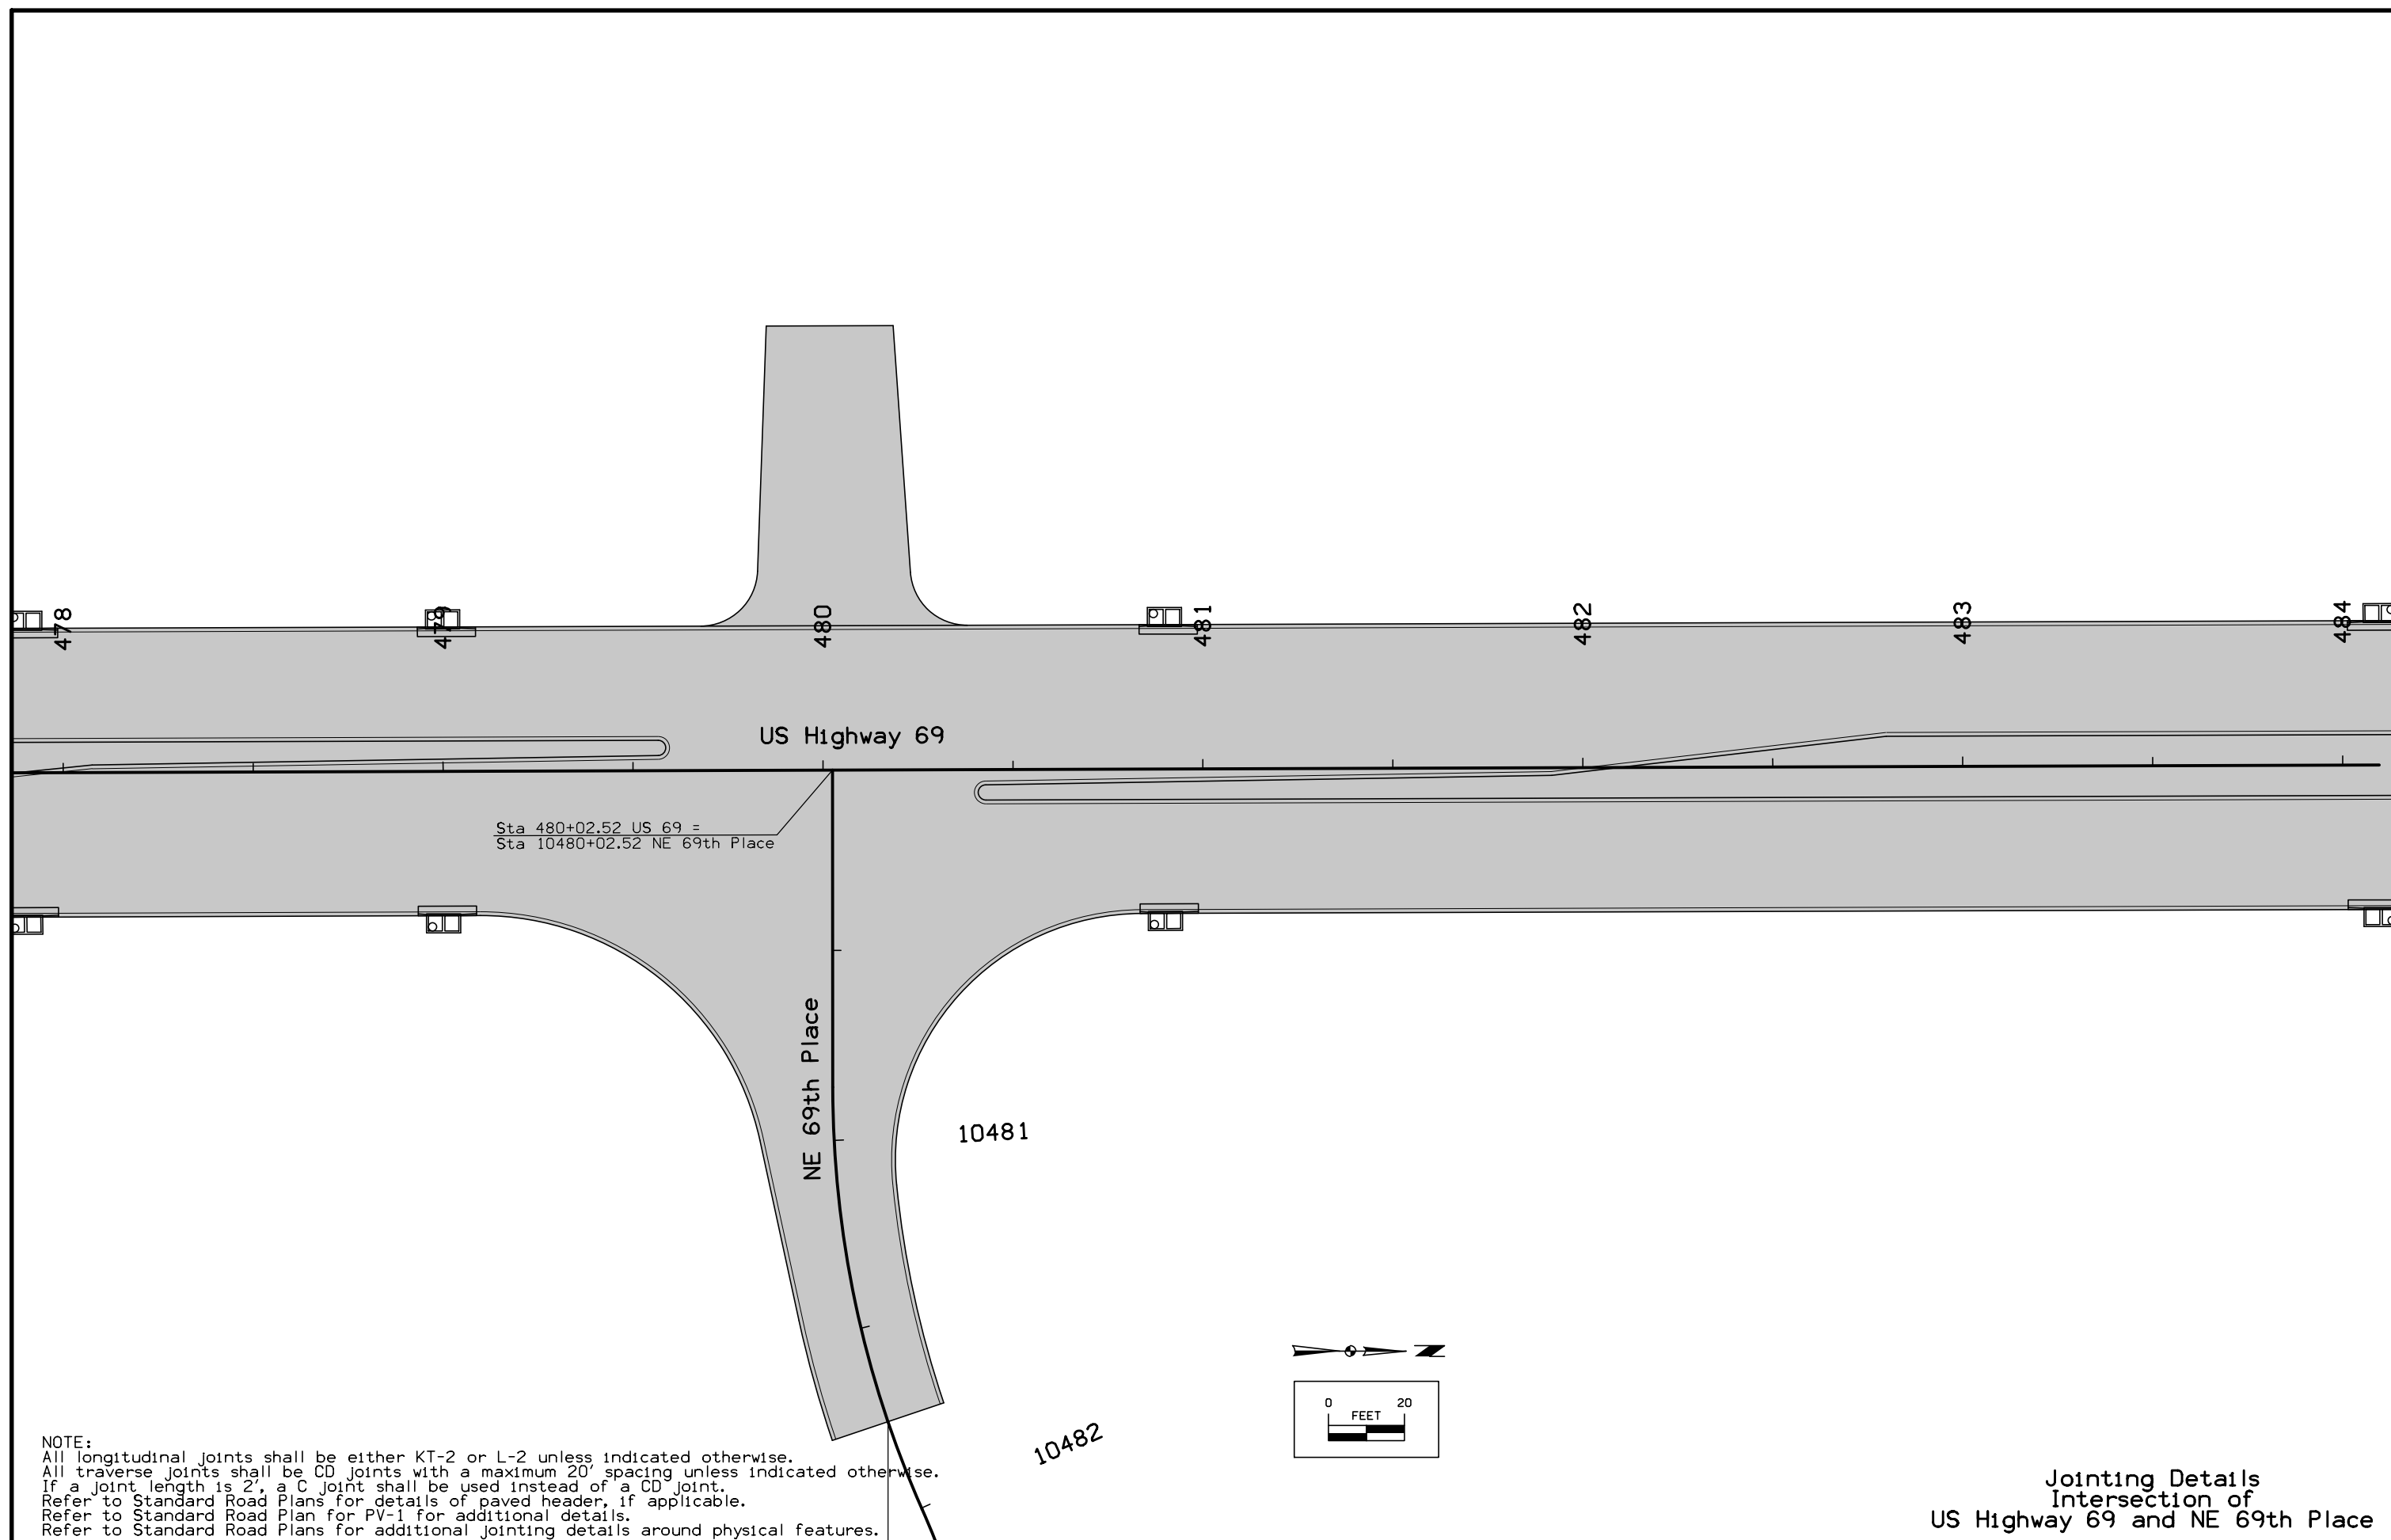 478
479
480
481
482
483
484
US Highway 69
Sta 480+02.52 US 69 =
Sta 10480+02.52 NE 69th Place
NE 69th Place
10481
10482
N
0 20
FEET
NOTE:
All longitudinal joints shall be either KT-2 or L-2 unless indicated otherwise.
All traverse joints shall be CD joints with a maximum 20' spacing unless indicated otherwise.
If a joint length is 2', a C joint shall be used instead of a CD joint.
Refer to Standard Road Plans for details of paved header, if applicable.
Refer to Standard Road Plan for PV-1 for additional details.
Refer to Standard Road Plans for additional jointing details around physical features.
Jointing Details
Intersection of
US Highway 69 and NE 69th Place